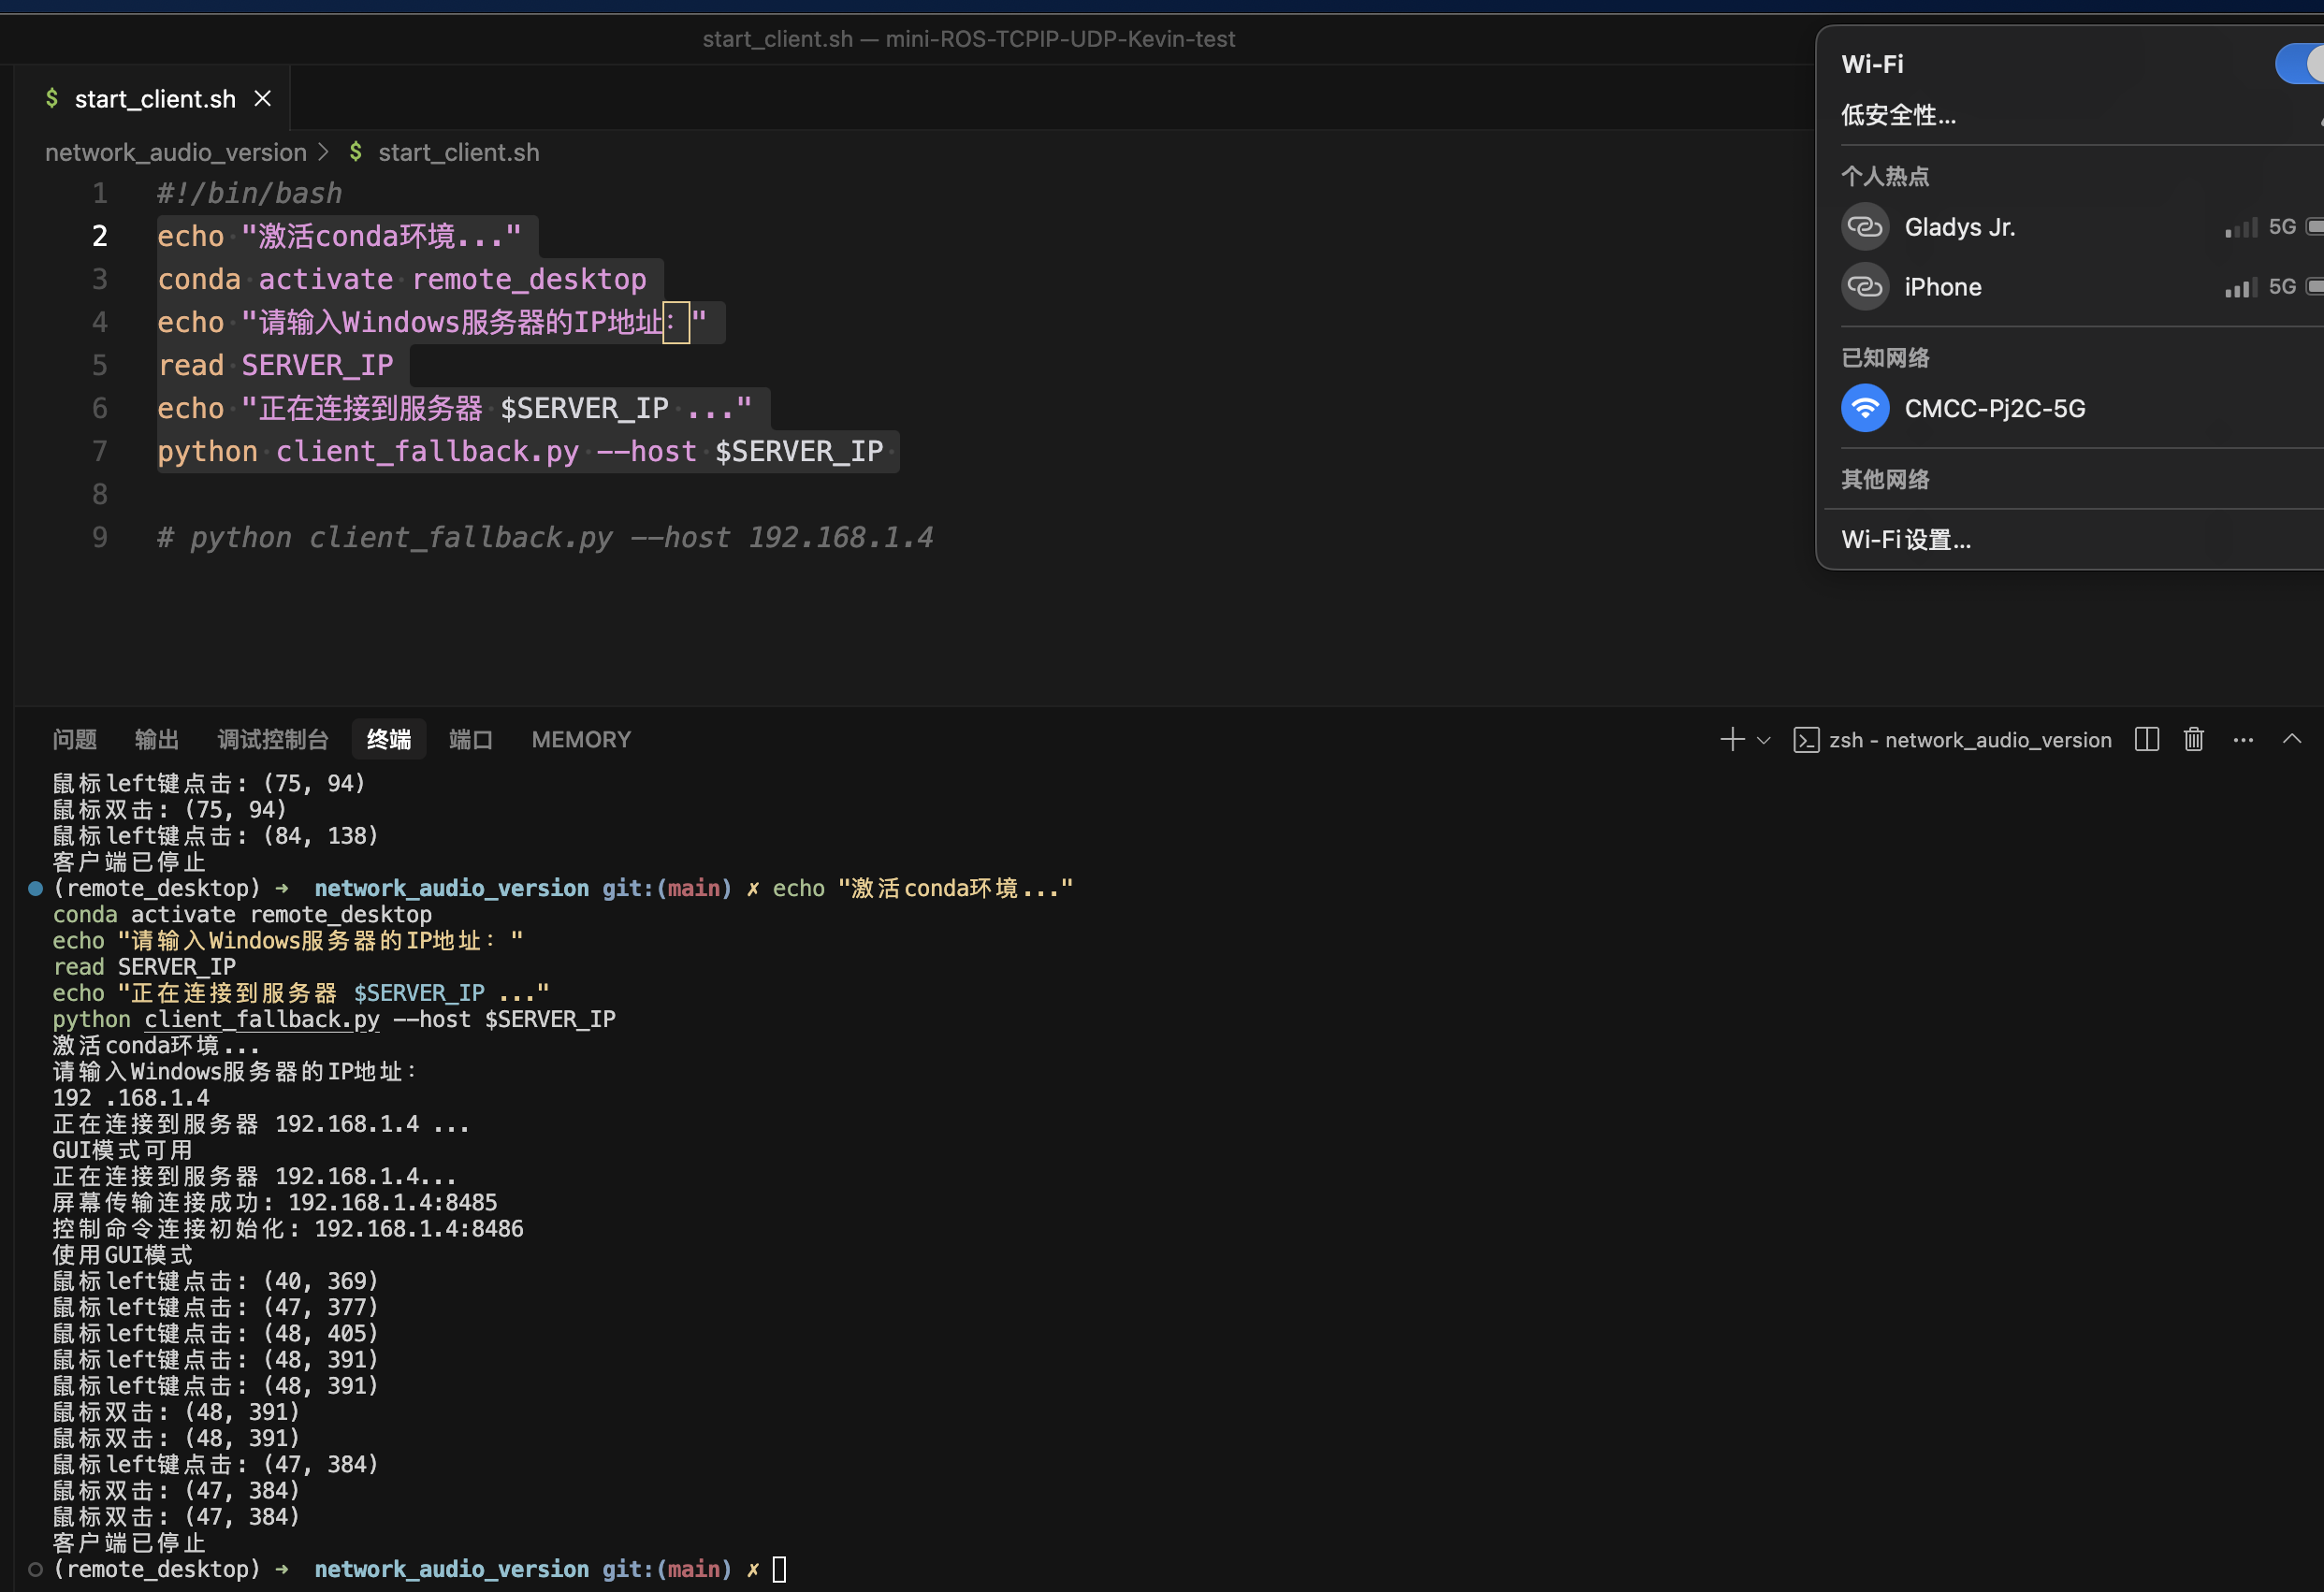 start_client.sh — mini-ROS-TCPIP-UDP-Kevin-test
$ start_client.sh
network_audio_version > $ start_client.sh
1 #!/bin/bash
2 echo "激活conda环境..."
3 conda activate remote_desktop
4 echo "请输入Windows服务器的IP地址："
5 read SERVER_IP
6 echo "正在连接到服务器 $SERVER_IP ..."
7 python client_fallback.py --host $SERVER_IP
8
9 # python client_fallback.py --host 192.168.1.4
Wi-Fi
低安全性...
个人热点
Gladys Jr. 5G
iPhone 5G
已知网络
CMCC-Pj2C-5G
其他网络
Wi-Fi 设置...
问题 输出 调试控制台 终端 端口 MEMORY
zsh - network_audio_version
鼠标left键点击: (75, 94)
鼠标双击: (75, 94)
鼠标left键点击: (84, 138)
客户端已停止
(remote_desktop) ➜ network_audio_version git:(main) ✗ echo "激活conda环境..."
conda activate remote_desktop
echo "请输入Windows服务器的IP地址："
read SERVER_IP
echo "正在连接到服务器 $SERVER_IP ..."
python client_fallback.py --host $SERVER_IP
激活conda环境...
请输入Windows服务器的IP地址：
192 .168.1.4
正在连接到服务器 192.168.1.4 ...
GUI模式可用
正在连接到服务器 192.168.1.4...
屏幕传输连接成功: 192.168.1.4:8485
控制命令连接初始化: 192.168.1.4:8486
使用GUI模式
鼠标left键点击: (40, 369)
鼠标left键点击: (47, 377)
鼠标left键点击: (48, 405)
鼠标left键点击: (48, 391)
鼠标left键点击: (48, 391)
鼠标双击: (48, 391)
鼠标双击: (48, 391)
鼠标left键点击: (47, 384)
鼠标双击: (47, 384)
鼠标双击: (47, 384)
客户端已停止
(remote_desktop) ➜ network_audio_version git:(main) ✗